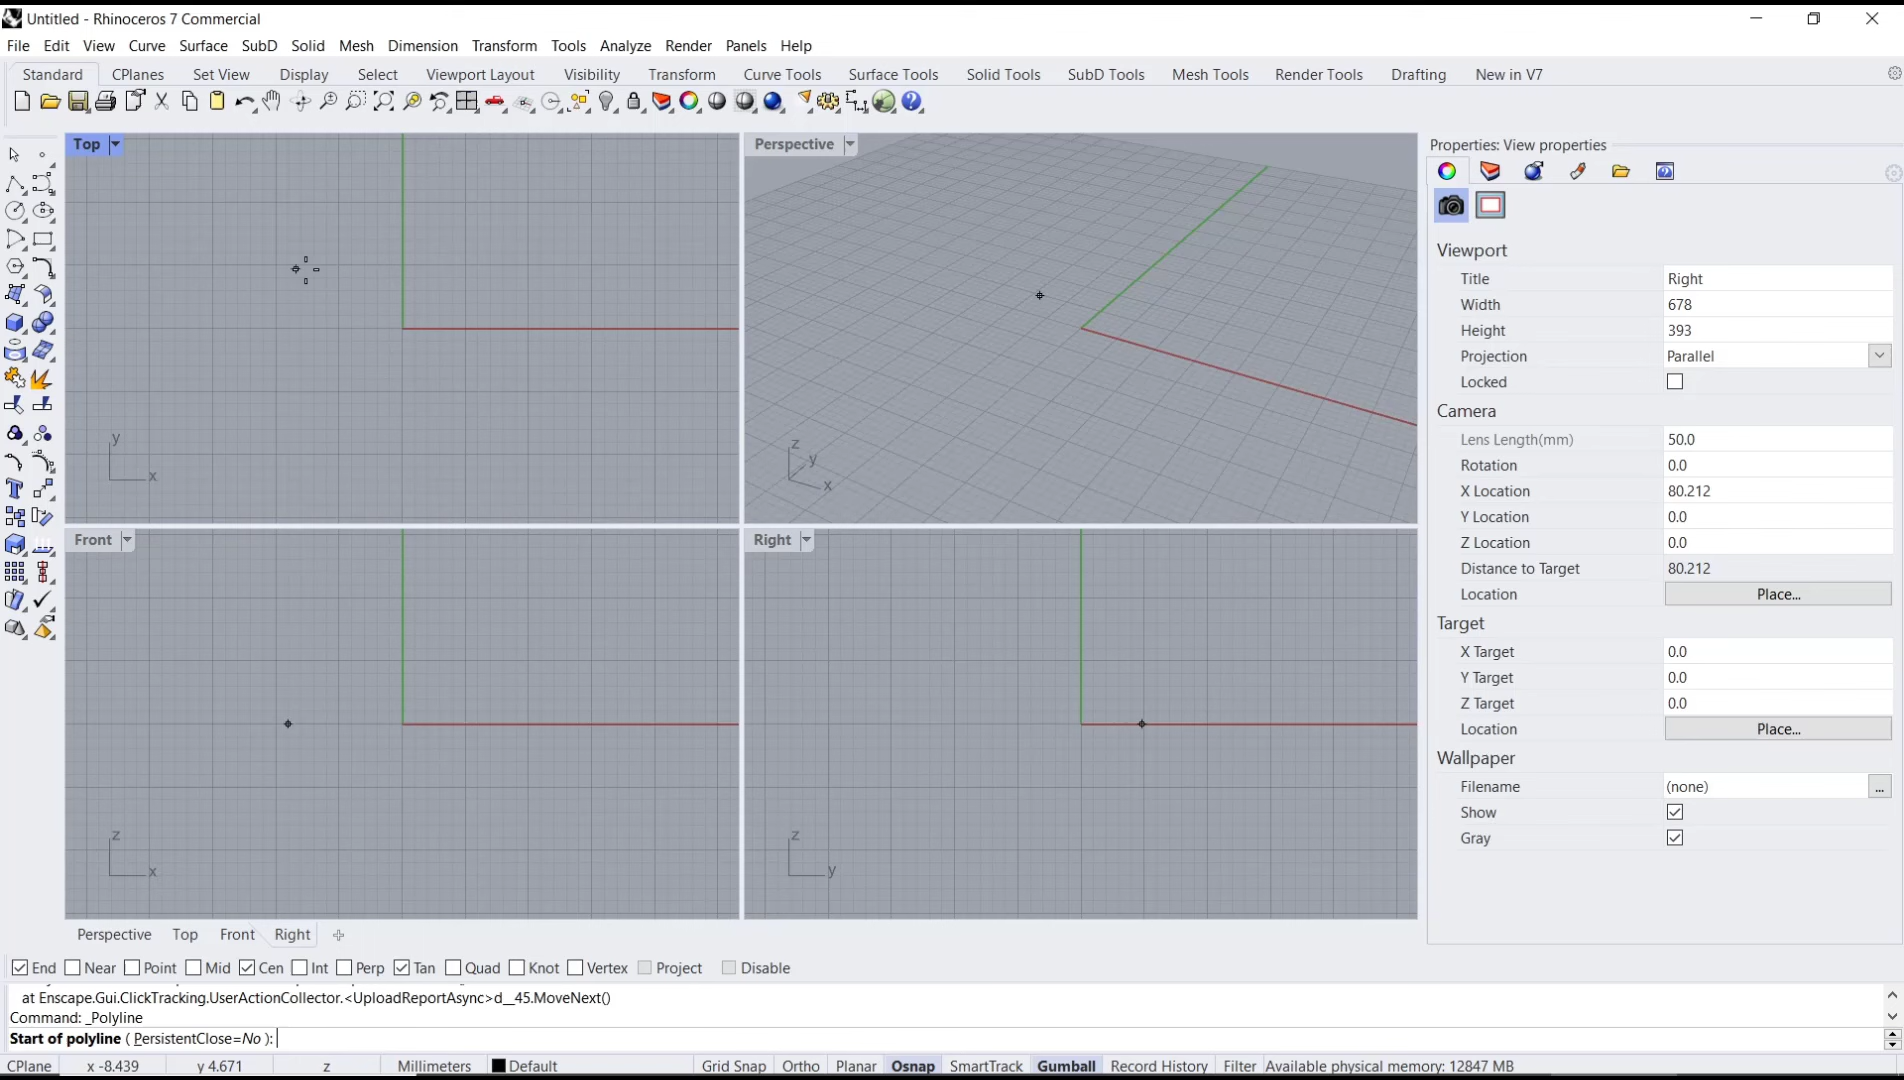 Untitled - Rhinoceros 7 Commercial
File Edit View Curve Surface SubD Solid Mesh Dimension Transform Tools Analyze Render Panels Help
Standard CPlanes Set View Display Select Viewport Layout Visibility Transform Curve Tools Surface Tools Solid Tools SubD Tools Mesh Tools Render Tools Drafting New in V7
Top
y
x
Perspective
z
y
x
Front
z
x
Right
z
y
Properties: View properties
Viewport
Title Right
Width 678
Height 393
Projection Parallel
Locked
Camera
Lens Length(mm) 50.0
Rotation 0.0
X Location 80.212
Y Location 0.0
Z Location 0.0
Distance to Target 80.212
Location Place...
Target
X Target 0.0
Y Target 0.0
Z Target 0.0
Location Place...
Wallpaper
Filename (none) ...
Show
Gray
Perspective Top Front Right
End Near Point Mid Cen Int Perp Tan Quad Knot Vertex Project Disable
at Enscape.Gui.ClickTracking.UserActionCollector.<UploadReportAsync>d__45.MoveNext()
Command: _Polyline
Start of polyline ( PersistentClose=No ):
CPlane x -8.439 y 4.671 z Millimeters Default Grid Snap Ortho Planar Osnap SmartTrack Gumball Record History Filter Available physical memory: 12847 MB